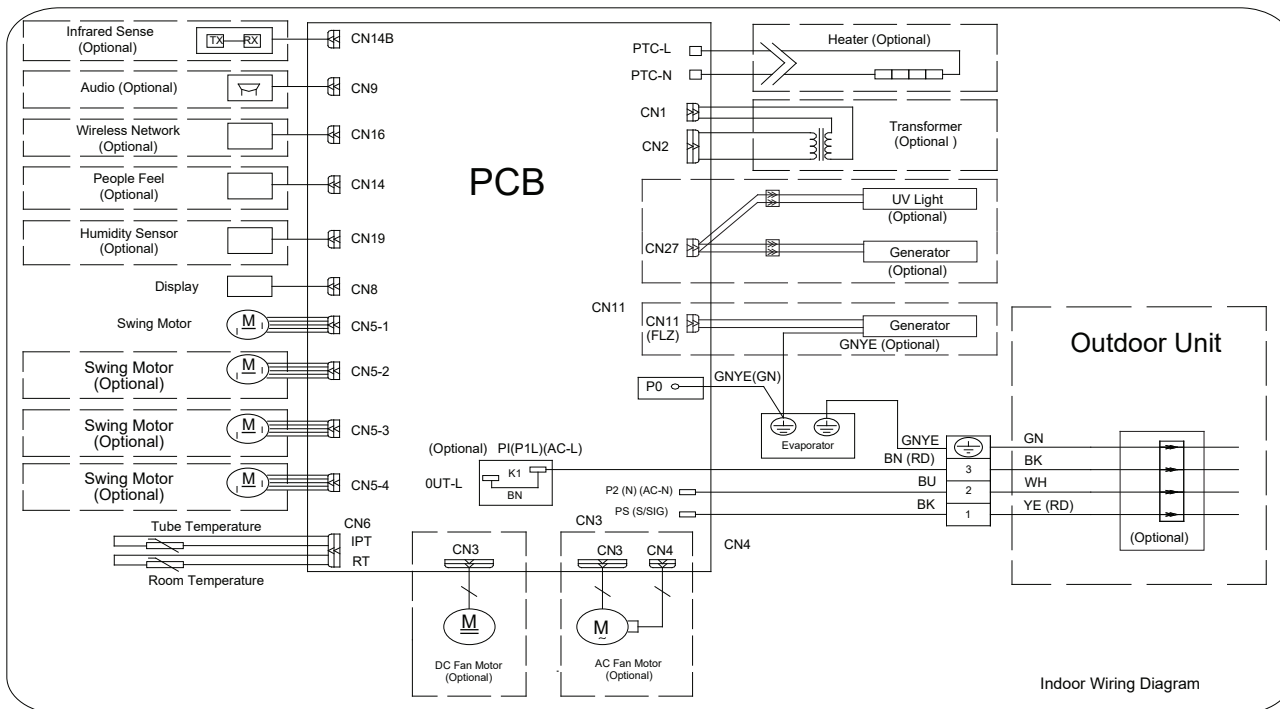 Infrared Sense
(Optional)
TX
RX
CN14B
Audio (Optional)
CN9
Wireless Network
(Optional)
CN16
People Feel
(Optional)
CN14
Humidity Sensor
(Optional)
CN19
Display
CN8
Swing Motor
M
CN5-1
Swing Motor
(Optional)
M
CN5-2
Swing Motor
(Optional)
M
CN5-3
Swing Motor
(Optional)
M
CN5-4
Tube Temperature
CN6
IPT
RT
Room Temperature
PCB
PTC-L
PTC-N
Heater (Optional)
CN1
CN2
Transformer
(Optional )
CN27
UV Light
(Optional)
Generator
(Optional)
CN11
CN11
(FLZ)
Generator
GNYE (Optional)
P0
GNYE(GN)
Evaporator
(Optional) PI(P1L)(AC-L)
K1
0UT-L
BN
P2 (N) (AC-N)
PS (S/SIG)
CN3
CN4
GNYE
BN (RD)
BU
BK
3
2
1
GN
BK
WH
YE (RD)
Outdoor Unit
(Optional)
CN3
M
DC Fan Motor
(Optional)
CN3
CN4
M
~
AC Fan Motor
(Optional)
Indoor Wiring Diagram